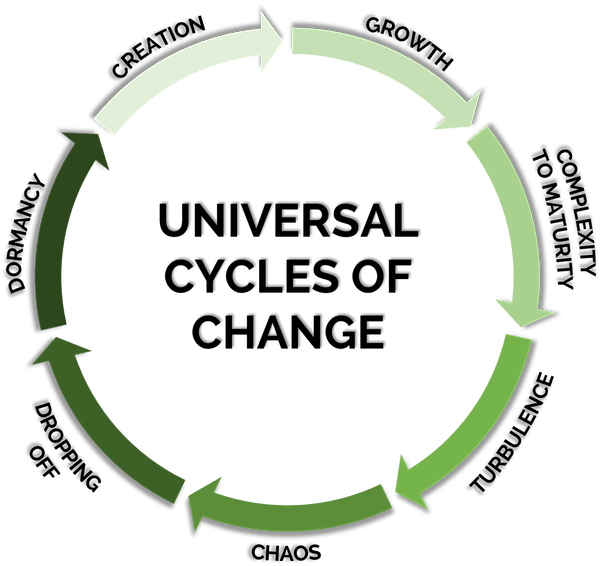 CREATION
GROWTH
COMPLEXITY
TO MATURITY
TURBULENCE
CHAOS
DROPPING
OFF
DORMANCY
UNIVERSAL
CYCLES OF
CHANGE